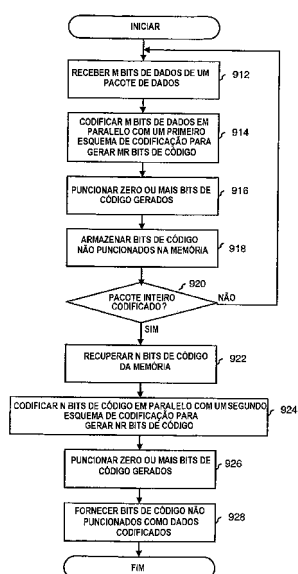 INICIAR
RECEBER M BITS DE DADOS DE UM
PACOTE DE DADOS
912
CODIFICAR M BITS DE DADOS EM
PARALELO COM UM PRIMEIRO
ESQUEMA DE CODIFICAÇÃO PARA
GERAR MR BITS DE CÓDIGO
914
PUNCIONAR ZERO OU MAIS BITS DE
CÓDIGO GERADOS
916
ARMAZENAR BITS DE CÓDIGO
NÃO PUNCIONADOS NA MEMÓRIA
918
920
PACOTE INTEIRO
CODIFICADO?
NÃO
SIM
RECUPERAR N BITS DE CÓDIGO
DA MEMÓRIA
922
CODIFICAR N BITS DE CÓDIGO EM PARALELO COM UM SEGUNDO
ESQUEMA DE CODIFICAÇÃO PARA
GERAR NR BITS DE CÓDIGO
924
PUNCIONAR ZERO OU MAIS BITS DE
CÓDIGO GERADOS
926
FORNECER BITS DE CÓDIGO NÃO
PUNCIONADOS COMO DADOS
CODIFICADOS
928
FIM